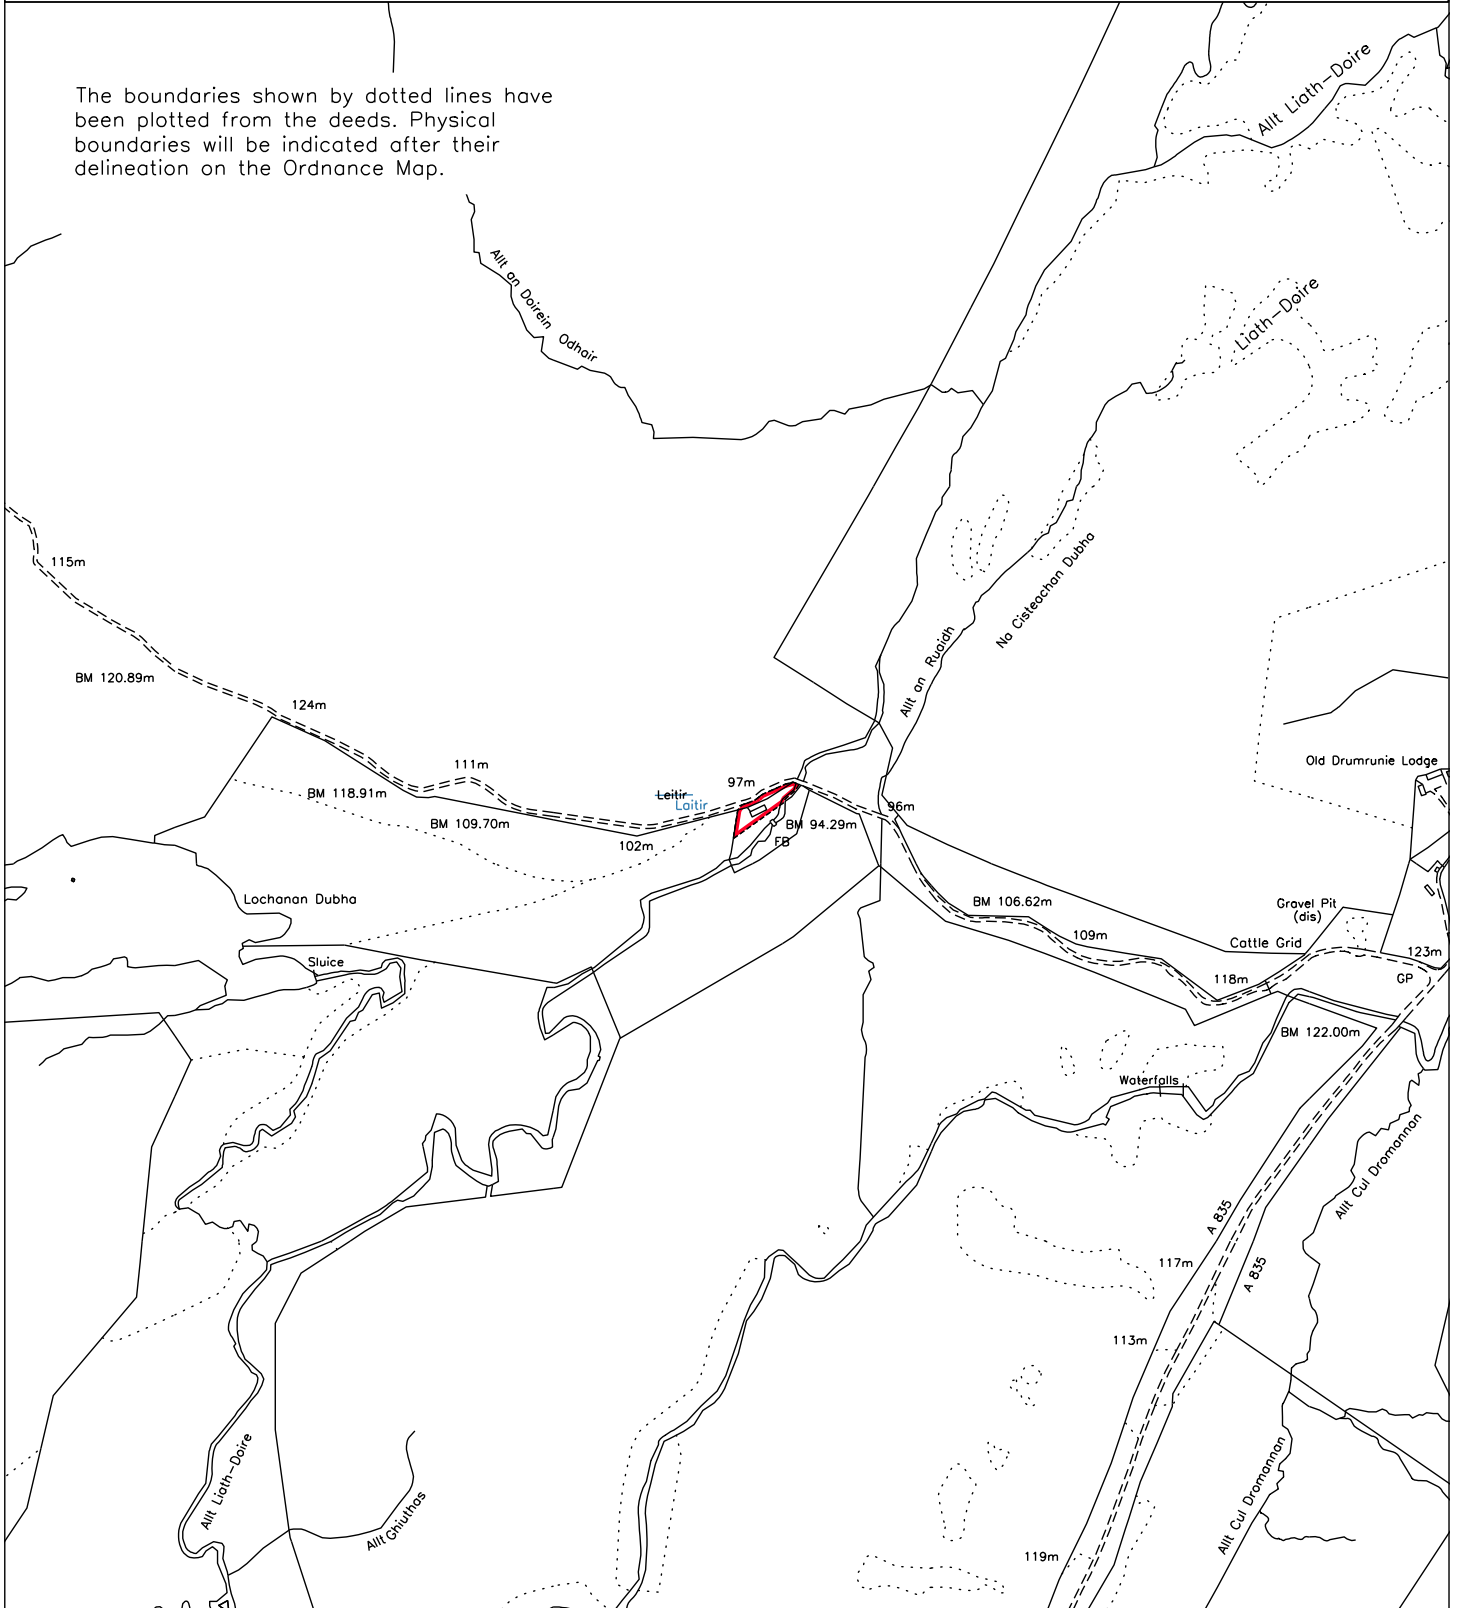 The boundaries shown by dotted lines have
been plotted from the deeds. Physical
boundaries will be indicated after their
delineation on the Ordnance Map.
Allt Liath-Doire
Allt an Doirein Odhair
Liath-Doire
115m
Na Cisteachan Dubha
Allt an Ruaidh
BM 120.89m
124m
Old Drumrunie Lodge
111m
97m
BM 118.91m
Leitir
Laitir
96m
BM 109.70m
BM 94.29m
102m
FB
Lochanan Dubha
BM 106.62m
Gravel Pit
(dis)
109m
Cattle Grid
123m
Sluice
118m
GP
BM 122.00m
Waterfalls
Allt Cul Dromannan
A 835
117m
A 835
113m
Allt Liath-Doire
Allt Ghiuthas
Allt Cul Dromannan
119m